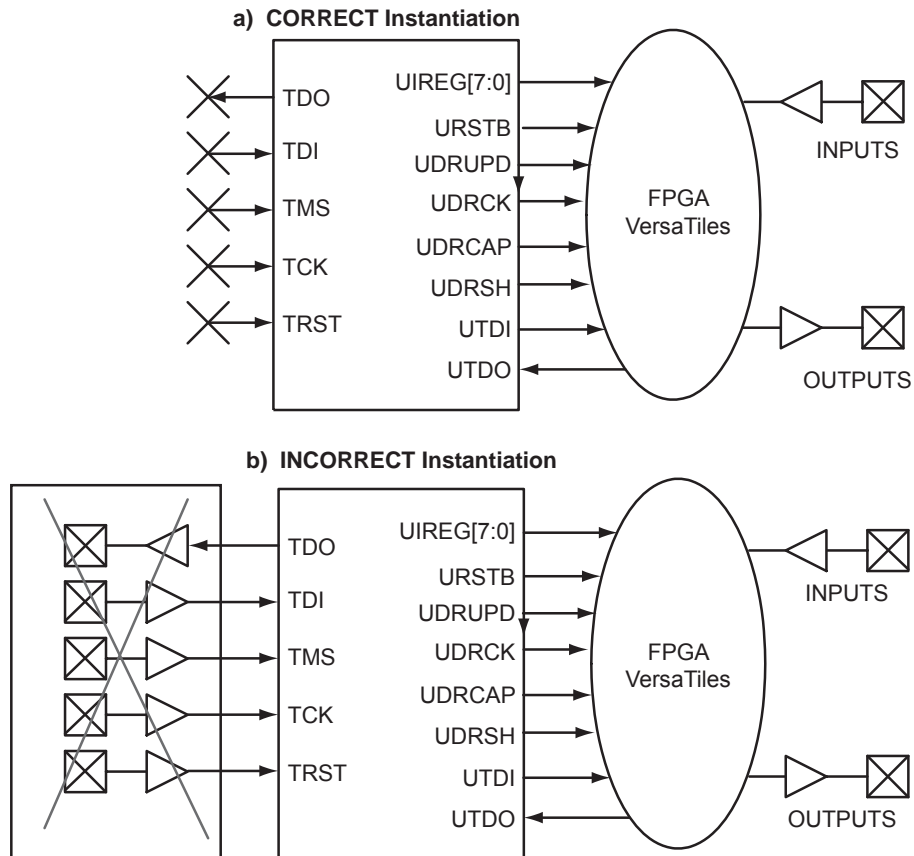 a) CORRECT Instantiation
TDO
TDI
TMS
TCK
TRST
UIREG[7:0]
URSTB
UDRUPD
UDRCK
UDRCAP
UDRSH
UTDI
UTDO
FPGA
VersaTiles
INPUTS
OUTPUTS
b) INCORRECT Instantiation
TDO
TDI
TMS
TCK
TRST
UIREG[7:0]
URSTB
UDRUPD
UDRCK
UDRCAP
UDRSH
UTDI
UTDO
FPGA
VersaTiles
INPUTS
OUTPUTS